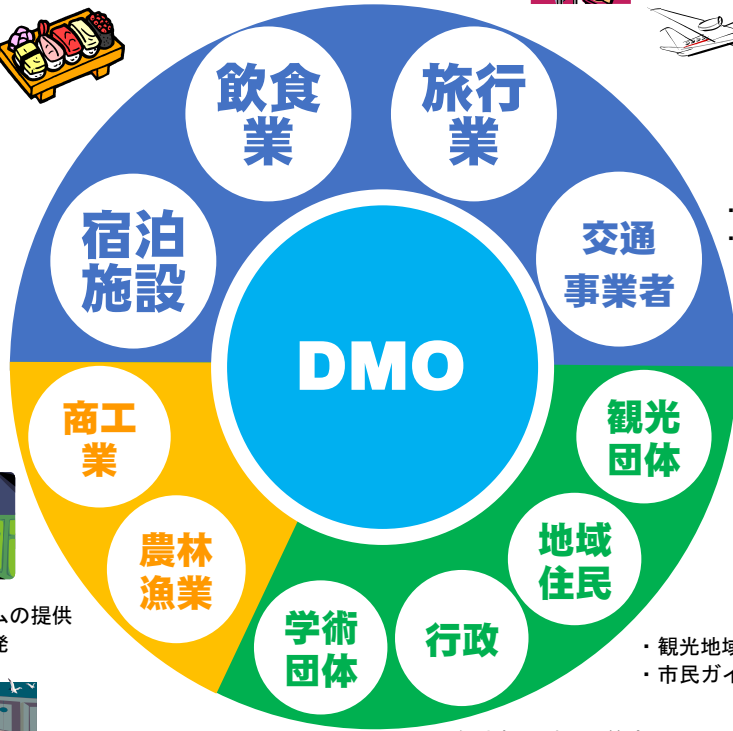 飲食
業
旅行
業
宿泊
施設
交通
事業者
DMO
商工
業
観光
団体
農林
漁業
地域
住民
学術
団体
行政
ムの提供
発
・観光地域
・市民ガイ